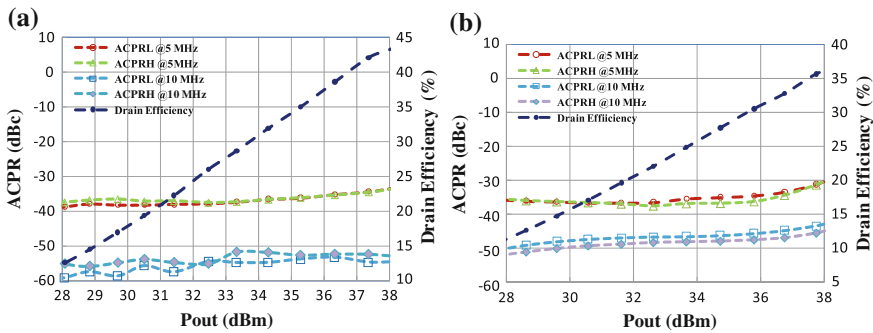 (a)
ACPR (dBc)
10
0
-10
-20
-30
-40
-50
-60
ACPRL @5 MHz
ACPRH @5MHz
ACPRL @10 MHz
ACPRH @10 MHz
Drain Effiiciency
45
40
35
30
25
20
15
10
Drain Efficiency (%)
28 29 30 31 32 33 34 35 36 37 38
Pout (dBm)
(b)
ACPR (dBc)
10
0
-10
-20
-30
-40
-50
-60
ACPRL @5 MHz
ACPRH @5MHz
ACPRL @10 MHz
ACPRH @10 MHz
Drain Effiiciency
40
35
30
25
20
15
10
5
Drain Efficiency (%)
28 30 32 34 36 38
Pout (dBm)